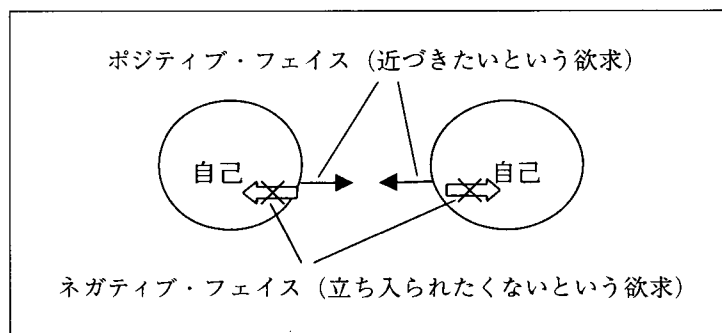 ポジティブ・フェイス（近づきたいという欲求）
自己
自己
ネガティブ・フェイス（立ち入られたくないという欲求）